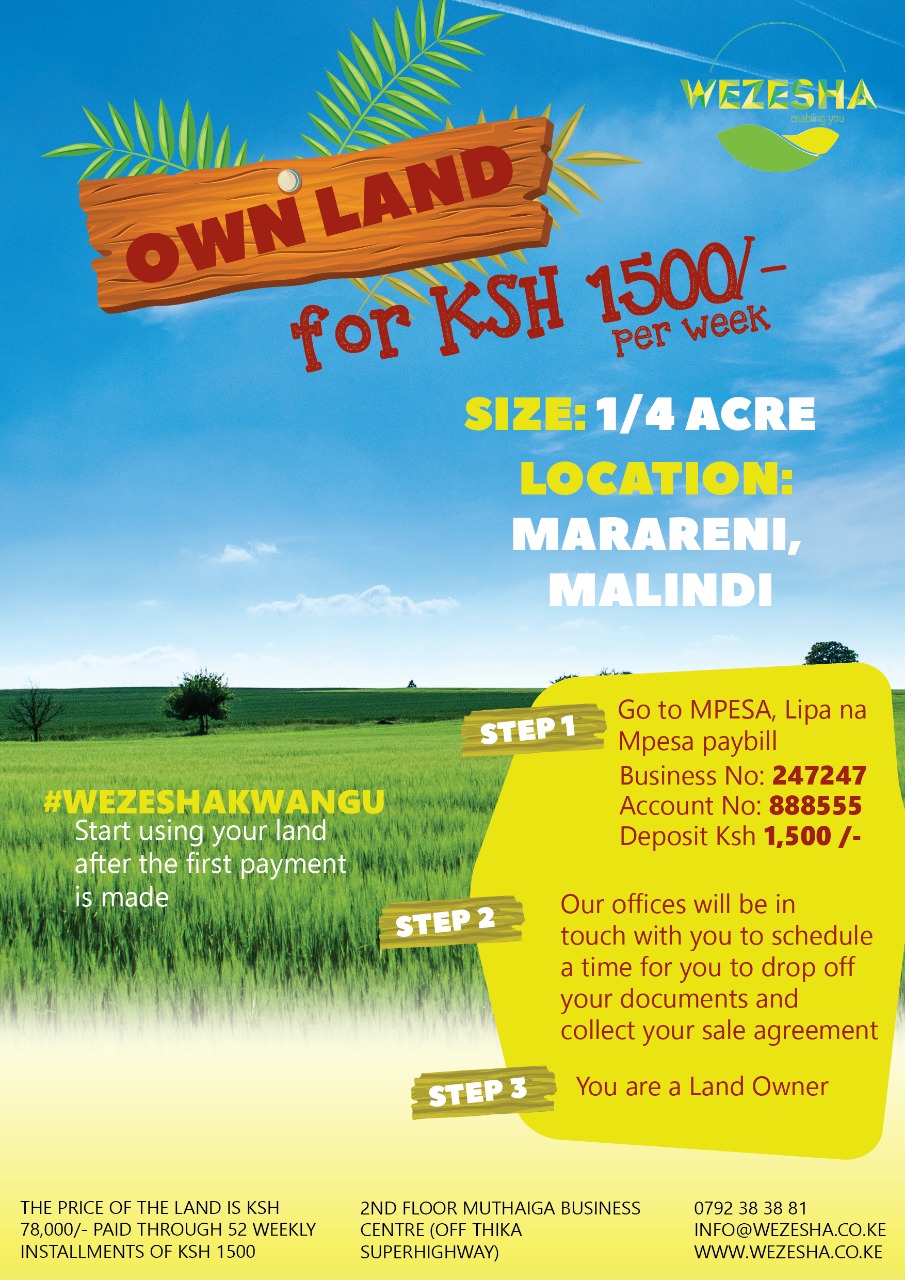 WEZESHA
enabling you
OWN LAND
for KSH 1500/-
per week
SIZE: 1/4 ACRE
LOCATION:
MARARENI,
MALINDI
#WEZESHAKWANGU
Start using your land
after the first payment
is made
STEP 1
Go to MPESA, Lipa na
Mpesa paybill
Business No: 247247
Account No: 888555
Deposit Ksh 1,500 /-
STEP 2
Our offices will be in
touch with you to schedule
a time for you to drop off
your documents and
collect your sale agreement
STEP 3
You are a Land Owner
THE PRICE OF THE LAND IS KSH
78,000/- PAID THROUGH 52 WEEKLY
INSTALLMENTS OF KSH 1500
2ND FLOOR MUTHAIGA BUSINESS
CENTRE (OFF THIKA
SUPERHIGHWAY)
0792 38 38 81
INFO@WEZESHA.CO.KE
WWW.WEZESHA.CO.KE